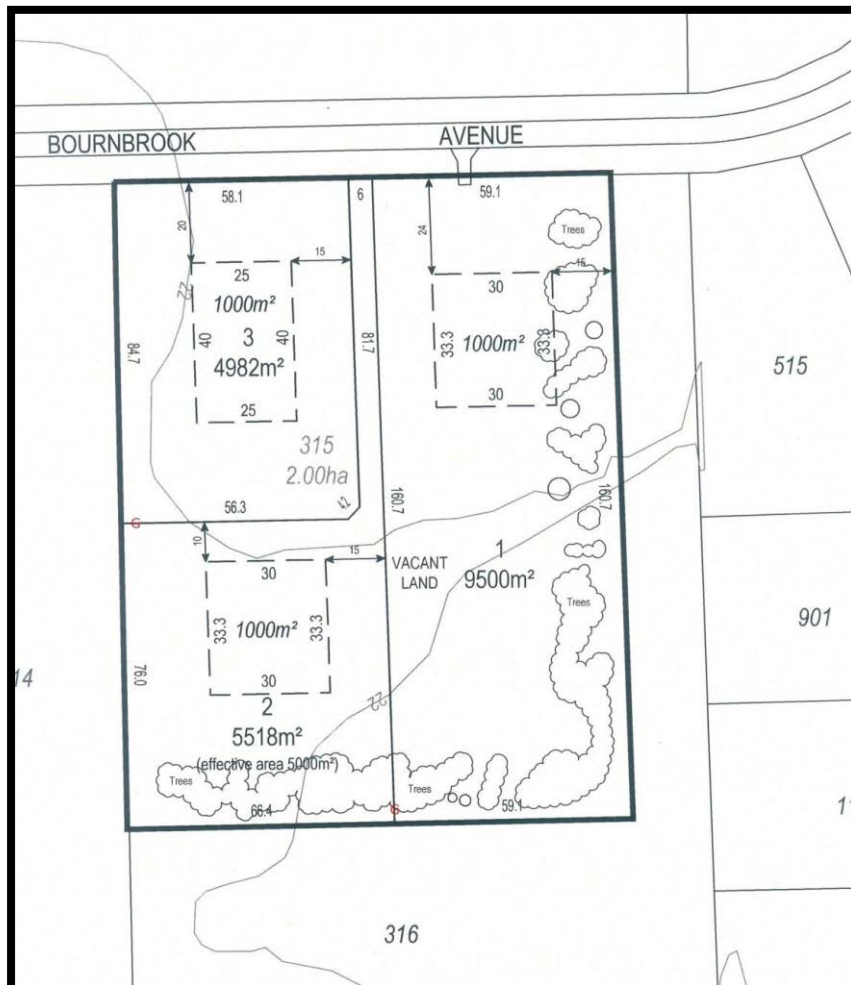 BOURNBROOK AVENUE
58.1
6
59.1
20
24
Trees
15
15
25
30
22
1000m²
3
40
40
4982m²
84.7
81.7
33.3
1000m²
33.3
25
30
515
315
2.00ha
56.3
4.2
160.7
160.7
G
10
15
30
VACANT
LAND
1
9500m²
Trees
33.3
1000m²
33.3
901
14
76.0
30
2
22
5518m²
(effective area 5000m²)
Trees
Trees
66.4
G
59.1
11
316